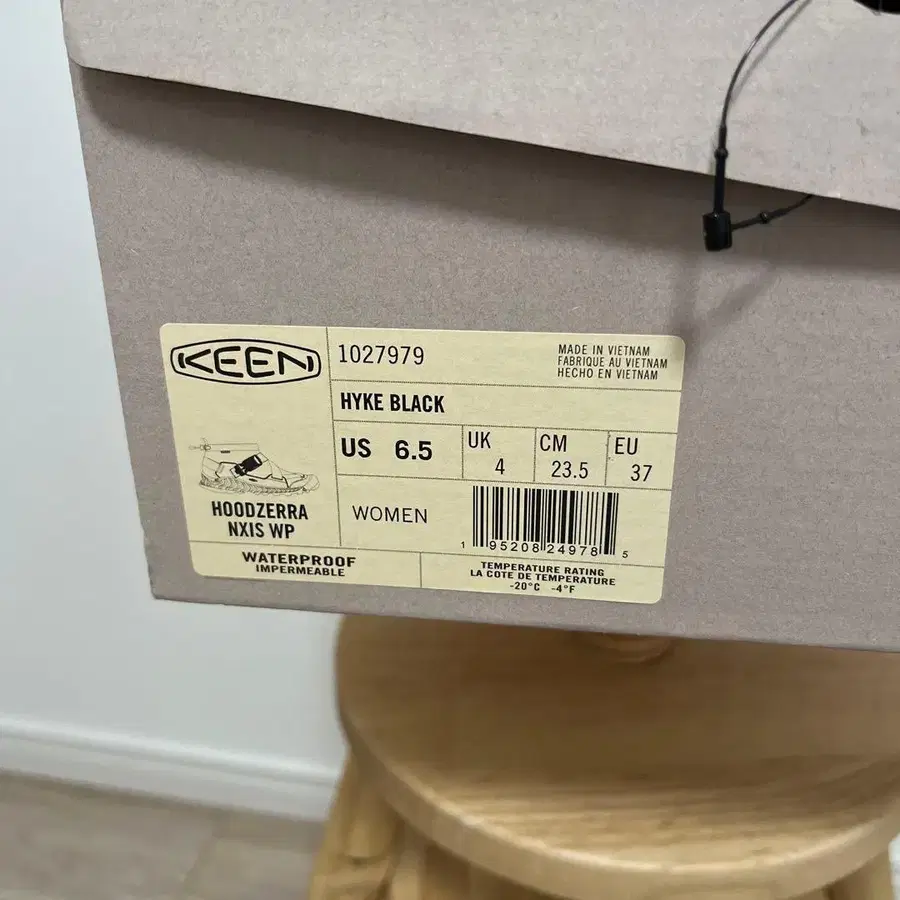 KEEN
1027979
MADE IN VIETNAM
FABRIQUE AU VIETNAM
HECHO EN VIETNAM
HYKE BLACK
US 6.5
UK 4
CM 23.5
EU 37
HOODZERRA
NXIS WP
WOMEN
1 95208 24978 5
WATERPROOF
IMPERMEABLE
TEMPERATURE RATING
LA COTE DE TEMPERATURE
-20°C -4°F